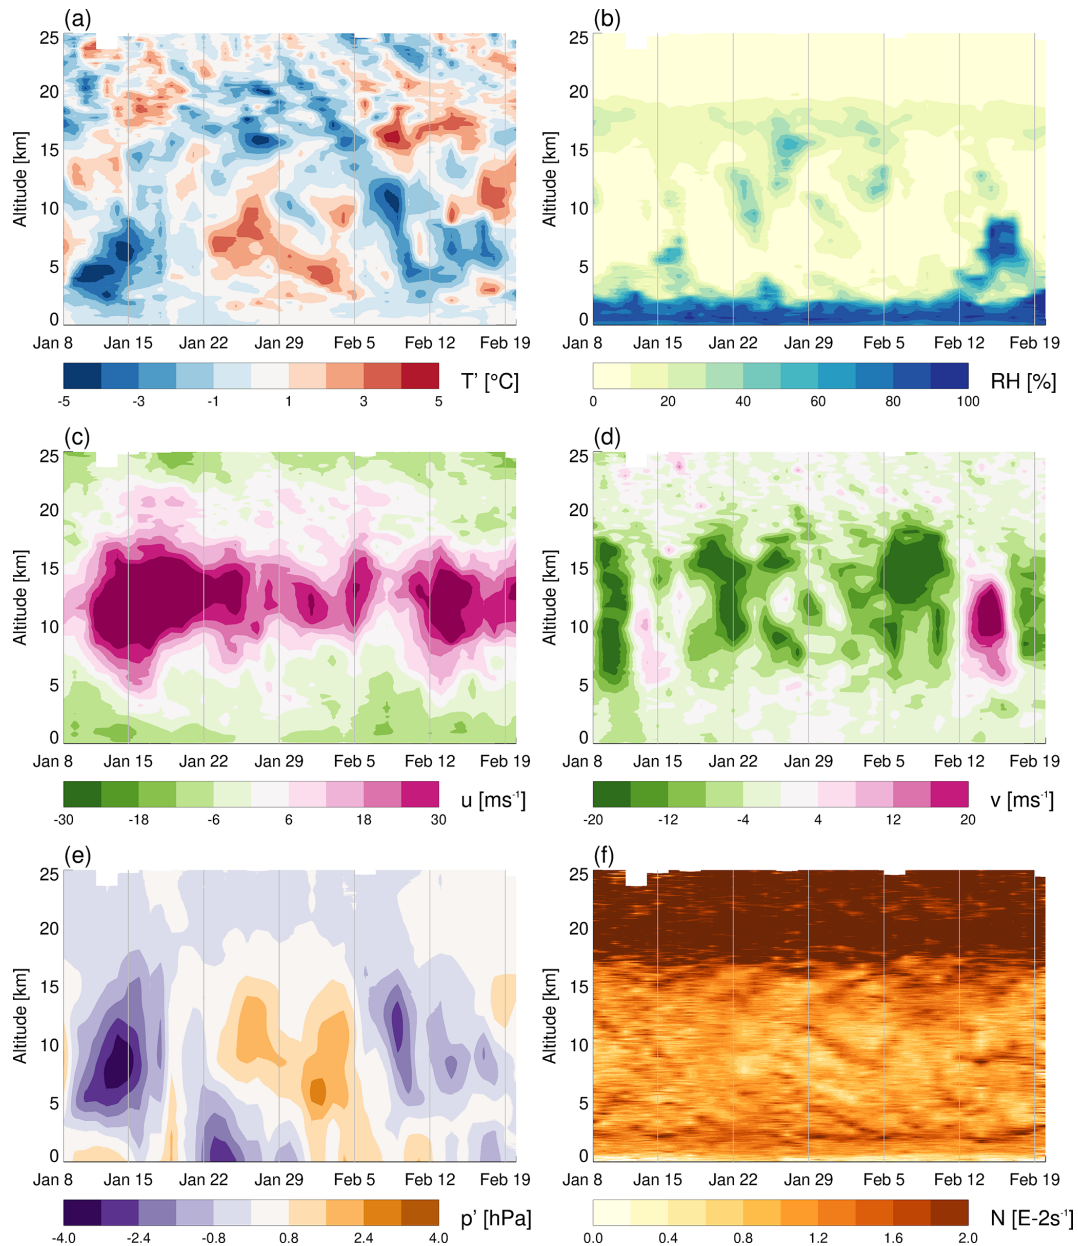 (a)
25
20
15
10
5
0
Altitude [km]
Jan 8 Jan 15 Jan 22 Jan 29 Feb 5 Feb 12 Feb 19
-5 -3 -1 1 3 5
T' [°C]
(b)
25
20
15
10
5
0
Altitude [km]
Jan 8 Jan 15 Jan 22 Jan 29 Feb 5 Feb 12 Feb 19
0 20 40 60 80 100
RH [%]
(c)
25
20
15
10
5
0
Altitude [km]
Jan 8 Jan 15 Jan 22 Jan 29 Feb 5 Feb 12 Feb 19
-30 -18 -6 6 18 30
u [ms⁻¹]
(d)
25
20
15
10
5
0
Altitude [km]
Jan 8 Jan 15 Jan 22 Jan 29 Feb 5 Feb 12 Feb 19
-20 -12 -4 4 12 20
v [ms⁻¹]
(e)
25
20
15
10
5
0
Altitude [km]
Jan 8 Jan 15 Jan 22 Jan 29 Feb 5 Feb 12 Feb 19
-4.0 -2.4 -0.8 0.8 2.4 4.0
p' [hPa]
(f)
25
20
15
10
5
0
Altitude [km]
Jan 8 Jan 15 Jan 22 Jan 29 Feb 5 Feb 12 Feb 19
0.0 0.4 0.8 1.2 1.6 2.0
N [E-2s⁻¹]